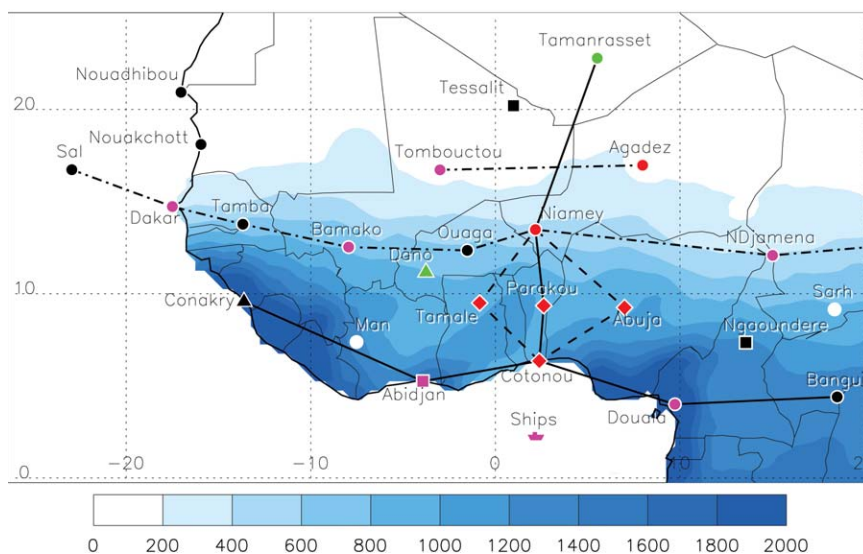 Tamanrasset
Nouadhibou
Tessalit
20
Nouakchott
Sal
Tombouctou
Agadez
Dakar
Tamba
Bamako
Ouaga
Niamey
NDjamena
Dano
10
Conakry
Parakou
Sarh
Man
Tamale
Abuja
Ngaoundere
Abidjan
Cotonou
Bangui
Ships
Douala
0
-20 -10 0 10
0 200 400 600 800 1000 1200 1400 1600 1800 2000